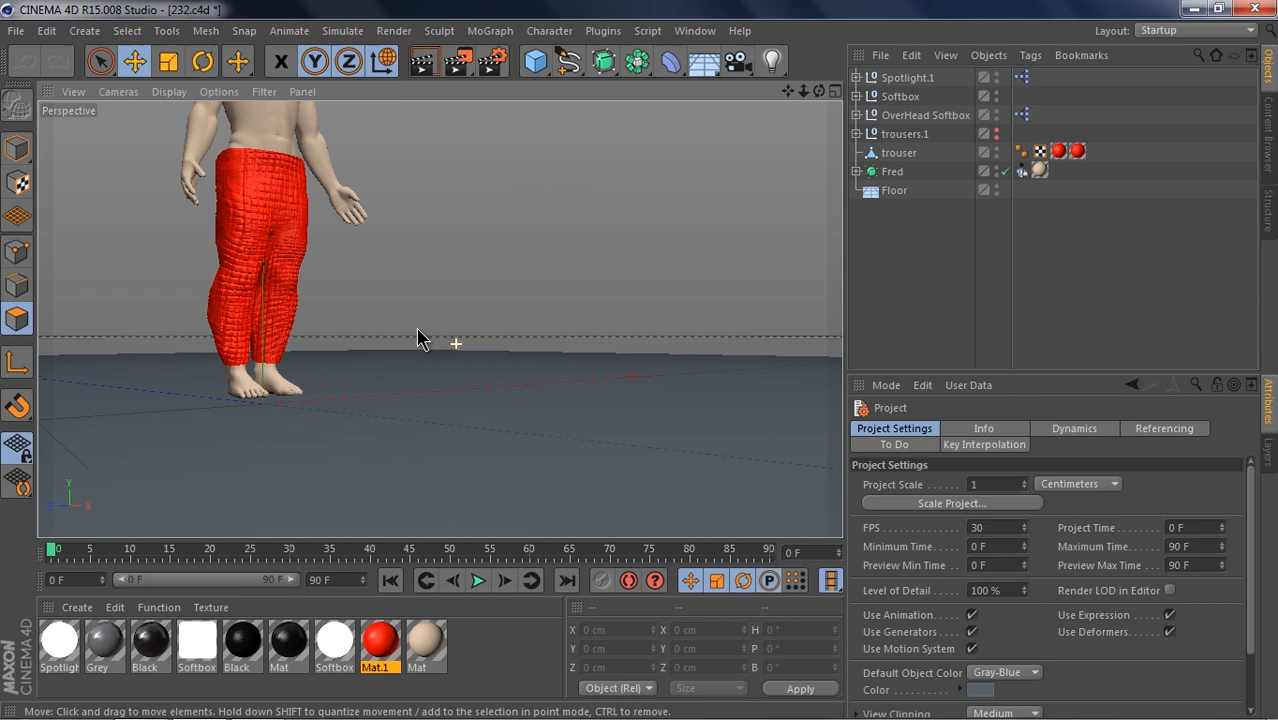 CINEMA 4D R15.008 Studio - [232.c4d *]
File Edit Create Select Tools Mesh Snap Animate Simulate Render Sculpt MoGraph Character Plugins Script Window Help
Layout: Startup
X Y Z
File Edit View Objects Tags Bookmarks
View Cameras Display Options Filter Panel
Perspective
Spotlight.1
Softbox
OverHead Softbox
trousers.1
trouser
Fred
Floor
Objects
Content Browser
Structure
Y
Z X
Mode Edit User Data
Project
Project Settings Info Dynamics Referencing
To Do Key Interpolation
Project Settings
Project Scale . . . . . . 1 Centimeters
Scale Project...
FPS . . . . . . . . . . . . . 30 Project Time. . . . . . . . 0 F
Minimum Time. . . . . 0 F Maximum Time. . . . . 90 F
Preview Min Time . . . 0 F Preview Max Time . . . 90 F
Level of Detail . . . . . . 100 % Render LOD in Editor
Use Animation. . . . . . Use Expression . . . . .
Use Generators . . . . . Use Deformers. . . . . .
Use Motion System
Default Object Color Gray-Blue
Color . . . . . . . . .
View Clipping . . . . . . Medium
Attributes
Layers
0 5 10 15 20 25 30 35 40 45 50 55 60 65 70 75 80 85 90 0 F
0 F 0 F 90 F 90 F
Create Edit Function Texture
Spotligh Grey Black Softbox Black Mat Softbox Mat.1 Mat
-- -- --
X 0 cm X 0 cm H 0 °
Y 0 cm Y 0 cm P 0 °
Z 0 cm Z 0 cm B 0 °
Object (Rel) Size Apply
MAXON
CINEMA 4D
Move: Click and drag to move elements. Hold down SHIFT to quantize movement / add to the selection in point mode, CTRL to remove.